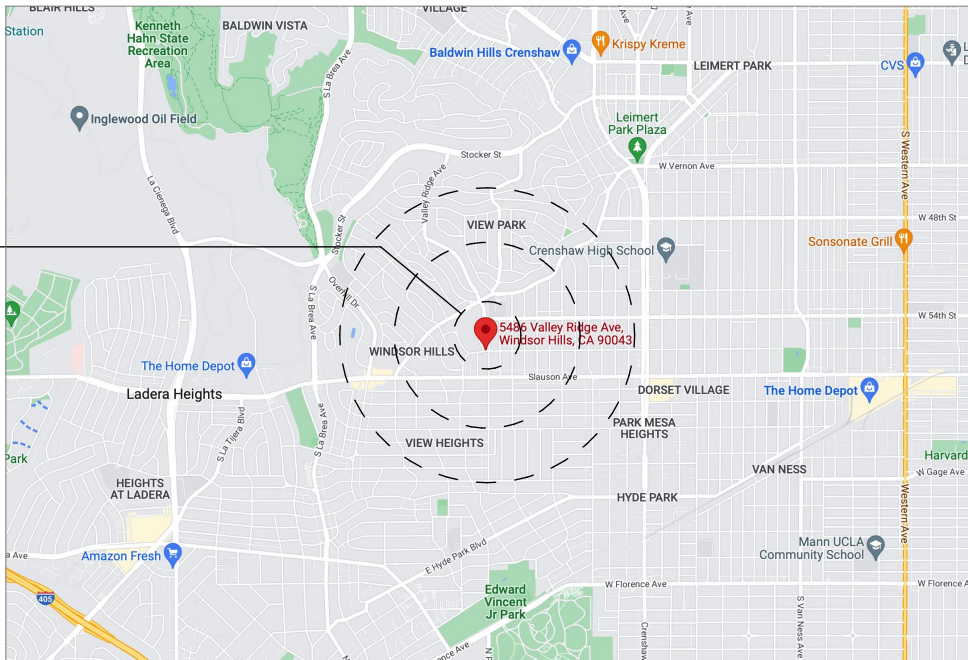 BLAIR HILLS
BALDWIN VISTA
VILLAGE
Station
Kenneth
Hahn State
Recreation
Area
S La Brea Ave
Baldwin Hills Crenshaw
Krispy Kreme
LEIMERT PARK
CVS
Inglewood Oil Field
Leimert
Park Plaza
Stocker St
W Vernon Ave
S Western Ave
La Cienega Blvd
Valley Ridge Ave
VIEW PARK
Stocker St
W 48th St
Crenshaw High School
Sonsonate Grill
Overhill Dr
S La Brea Ave
W 54th St
5486 Valley Ridge Ave,
Windsor Hills, CA 90043
WINDSOR HILLS
The Home Depot
Slauson Ave
Ladera Heights
DORSET VILLAGE
The Home Depot
S La Tijera Blvd
S La Brea Ave
PARK MESA
HEIGHTS
VIEW HEIGHTS
Park
Harvard
VAN NESS
W Gage Ave
HEIGHTS
AT LADERA
HYDE PARK
Western Ave
Amazon Fresh
E Hyde Park Blvd
Mann UCLA
Community School
a Ave
Edward
Vincent
Jr Park
W Florence Ave
W Florence A
405
S Van Ness Ave
Crenshaw
ence Ave